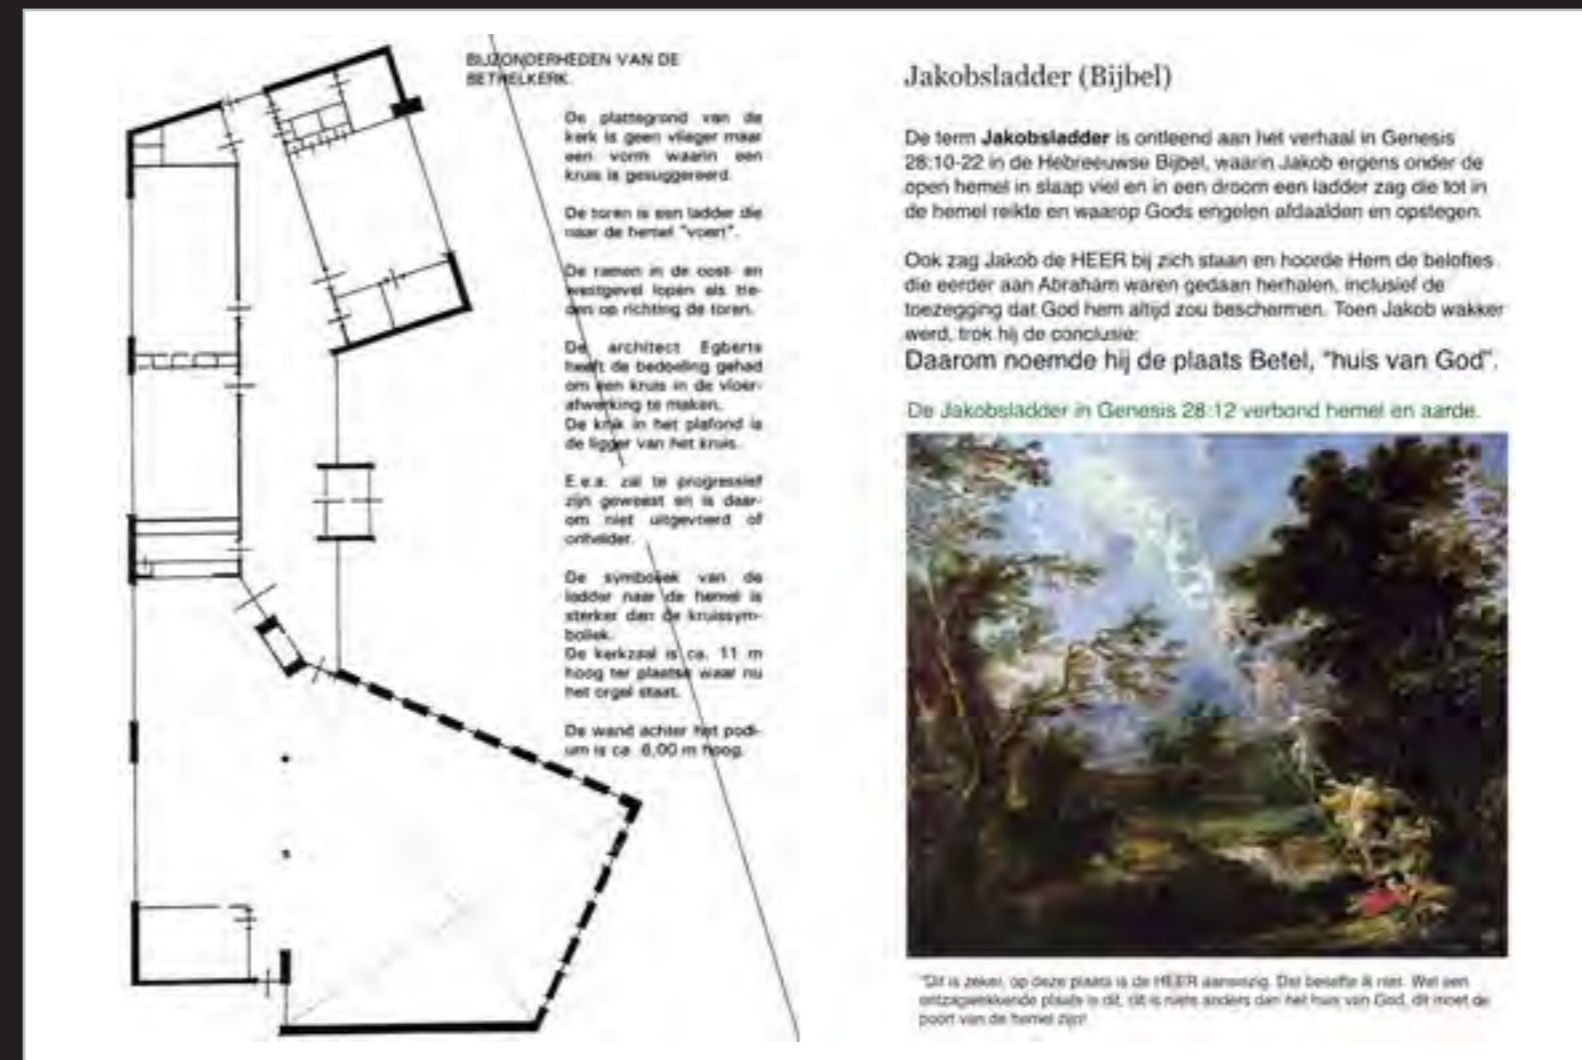 BIJZONDERHEDEN VAN DE
BETHELKERK
De plattegrond van de
kerk is geen vlieger maar
een vorm waarin een
kruis is gesuggereerd.
De toren is een ladder die
naar de hemel "voert".
De ramen in de oost- en
westgevel lopen als tre-
den op richting de toren.
De architect Egberts
heeft de bedoeling gehad
om een kruis in de vloer-
afwerking te maken.
De knik in het plafond is
de ligger van het kruis.
E.e.a. zal te progressief
zijn geweest en is daar-
om niet uitgevoerd of
onhelder.
De symboliek van de
ladder naar de hemel is
sterker dan de kruissym-
boliek.
De kerkzaal is ca. 11 m
hoog ter plaatse waar nu
het orgel staat.
De wand achter het podi-
um is ca. 6,00 m hoog.
Jakobsladder (Bijbel)
De term Jakobsladder is ontleend aan het verhaal in Genesis
28:10-22 in de Hebreeuwse Bijbel, waarin Jakob ergens onder de
open hemel in slaap viel en in een droom een ladder zag die tot in
de hemel reikte en waarop Gods engelen afdaalden en opstegen.
Ook zag Jakob de HEER bij zich staan en hoorde Hem de beloftes
die eerder aan Abraham waren gedaan herhalen, inclusief de
toezegging dat God hem altijd zou beschermen. Toen Jakob wakker
werd, trok hij de conclusie:
Daarom noemde hij de plaats Betel, "huis van God".
De Jakobsladder in Genesis 28:12 verbond hemel en aarde.
"Dit is zeker, op deze plaats is de HEER aanwezig. Dat besefte ik niet. Wat een
ontzagwekkende plaats is dit, dit is niets anders dan het huis van God, dit moet de
poort van de hemel zijn!